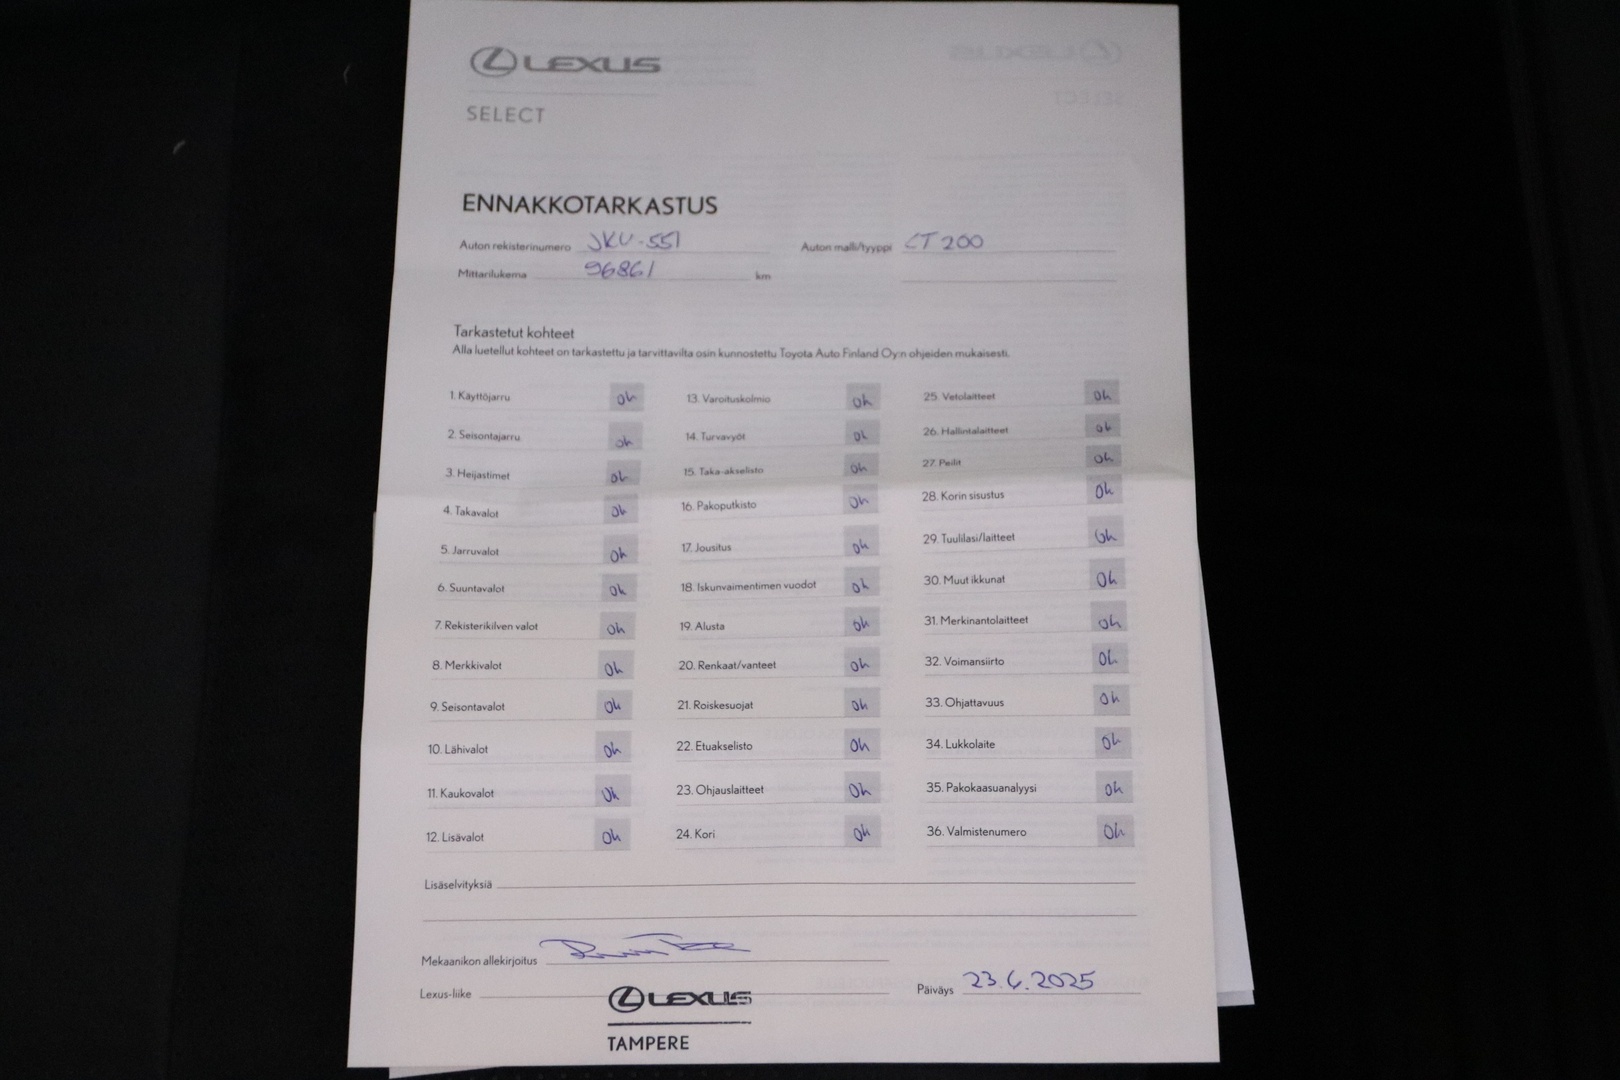 LEXUS
SELECT
ENNAKKOTARKASTUS
Auton rekisterinumero JKU-551 Auton malli/tyyppi CT 200
Mittarilukema 96861 km
Tarkastetut kohteet
Alla luetellut kohteet on tarkastettu ja tarvittavilta osin kunnostettu Toyota Auto Finland Oy:n ohjeiden mukaisesti.
1. Käyttöjarru ok 13. Varoituskolmio ok 25. Vetolaitteet ok
2. Seisontajarru ok 14. Turvavyöt ok 26. Hallintalaitteet ok
3. Heijastimet ok 15. Taka-akselisto ok 27. Peilit ok
4. Takavalot ok 16. Pakoputkisto ok 28. Korin sisustus ok
5. Jarruvalot ok 17. Jousitus ok 29. Tuulilasi/laitteet ok
6. Suuntavalot ok 18. Iskunvaimentimen vuodot ok 30. Muut ikkunat ok
7. Rekisterikilven valot ok 19. Alusta ok 31. Merkinantolaitteet ok
8. Merkkivalot ok 20. Renkaat/vanteet ok 32. Voimansiirto ok
9. Seisontavalot ok 21. Roiskesuojat ok 33. Ohjattavuus ok
10. Lähivalot ok 22. Etuakselisto ok 34. Lukkolaite ok
11. Kaukovalot ok 23. Ohjauslaitteet ok 35. Pakokaasuanalyysi ok
12. Lisävalot ok 24. Kori ok 36. Valmistenumero ok
Lisäselvityksiä
Mekaanikon allekirjoitus
Lexus-liike LEXUS Päiväys 23.6.2025
TAMPERE